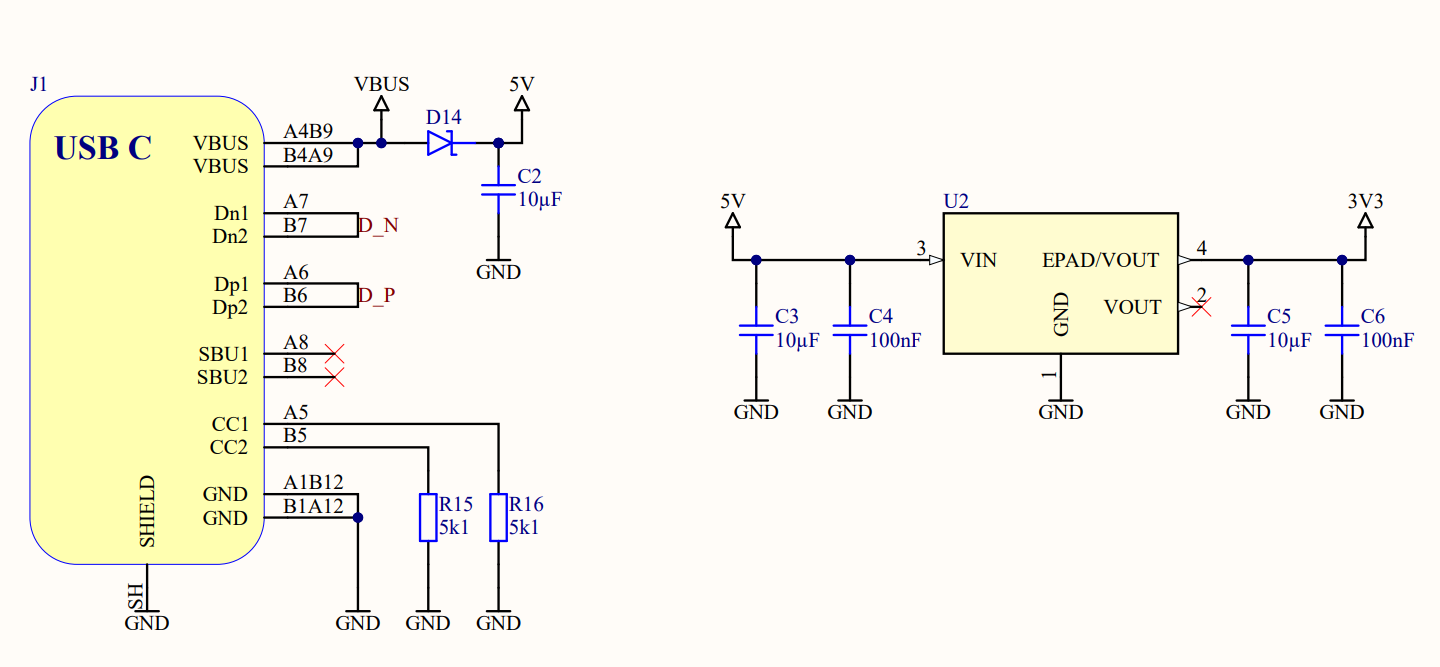 J1
USB C
VBUS
A4B9
VBUS
B4A9
Dn1
A7
Dn2
B7
D_N
Dp1
A6
Dp2
B6
D_P
SBU1
A8
SBU2
B8
CC1
A5
CC2
B5
GND
A1B12
GND
B1A12
SHIELD
SH
GND
GND
GND
GND
VBUS
D14
5V
C2
10µF
GND
R15
5k1
R16
5k1
5V
C3
10µF
GND
C4
100nF
GND
U2
3
VIN
EPAD/VOUT
4
VOUT
2
GND
1
GND
3V3
C5
10µF
GND
C6
100nF
GND